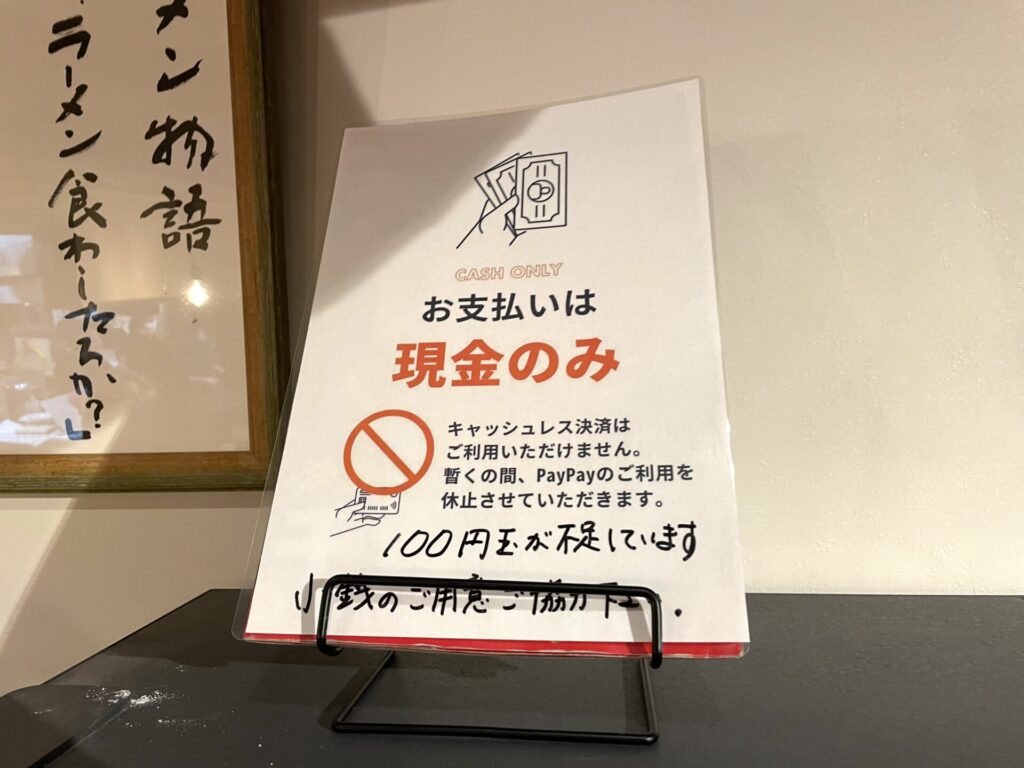 メン物語
ラーメン食わしたろか?」
CASH ONLY
お支払いは
現金のみ
キャッシュレス決済は
ご利用いただけません。
暫くの間、PayPayのご利用を
休止させていただきます。
100円玉が不足しています
小銭のご用意ご協力下